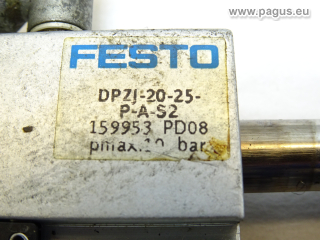 www.pagus.eu
FESTO
DPZJ-20-25-
P-A-S2
159953 PD08
pmax.10 bar